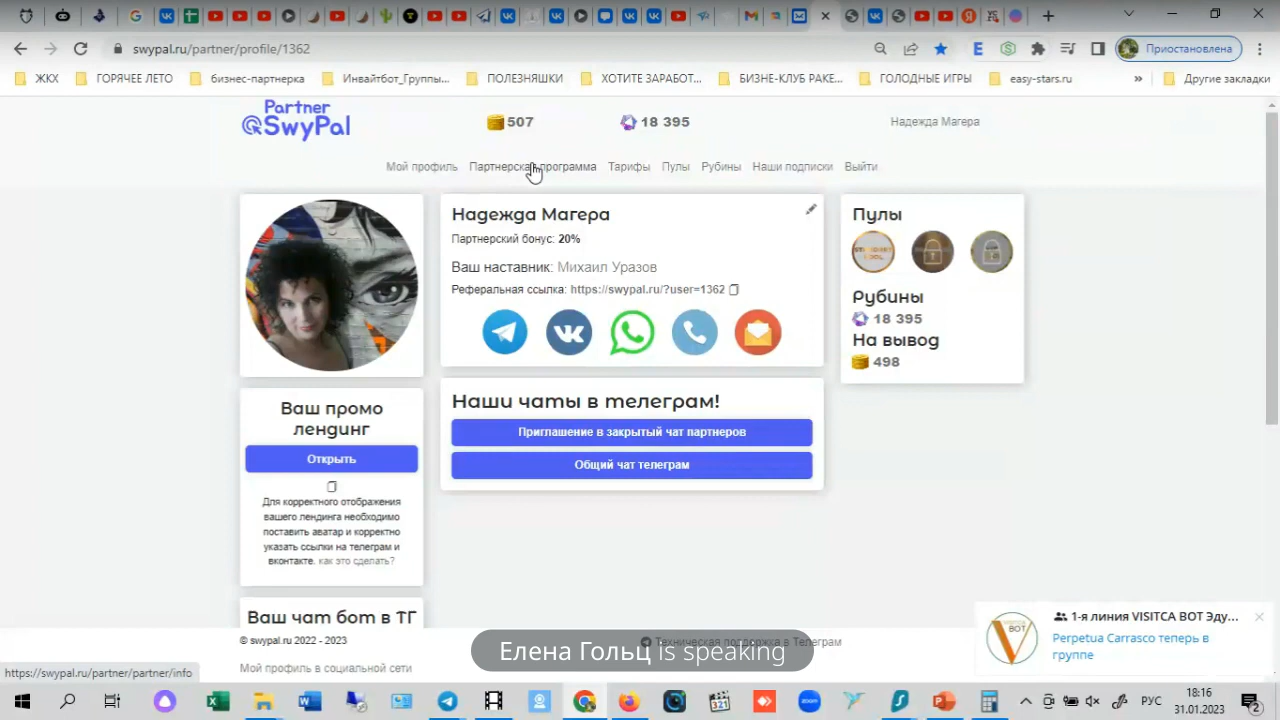 swypal.ru/partner/profile/1362
Приостановлена
ЖКХ
ГОРЯЧЕЕ ЛЕТО
бизнес-партнерка
Инвайтбот_Группы...
ПОЛЕЗНЯШКИ
ХОТИТЕ ЗАРАБОТ...
БИЗНЕ-КЛУБ РАКЕ...
ГОЛОДНЫЕ ИГРЫ
easy-stars.ru
»
Другие закладки
Partner
SwyPal
507
18 395
Надежда Магера
Мой профиль
Партнерская программа
Тарифы
Пулы
Рубины
Наши подписки
Выйти
Надежда Магера
Партнерский бонус: 20%
Ваш наставник: Михаил Уразов
Реферальная ссылка: https://swypal.ru/?user=1362
Пулы
Рубины
18 395
На вывод
498
Ваш промо
лендинг
Открыть
Для корректного отображения
вашего лендинга необходимо
поставить аватар и корректно
указать ссылки на телеграм и
вконтакте. как это сделать?
Наши чаты в телеграм!
Приглашение в закрытый чат партнеров
Общий чат телеграм
Ваш чат бот в ТГ
© swypal.ru 2022 - 2023
Техническая поддержка в Телеграм
Мой профиль в социальной сети
Елена Гольц is speaking
BOT
1-я линия VISITCA BOT Эду...
Perpetua Carrasco теперь в
группе
https://swypal.ru/partner/partner/info
РУС
18:16
31.01.2023
2